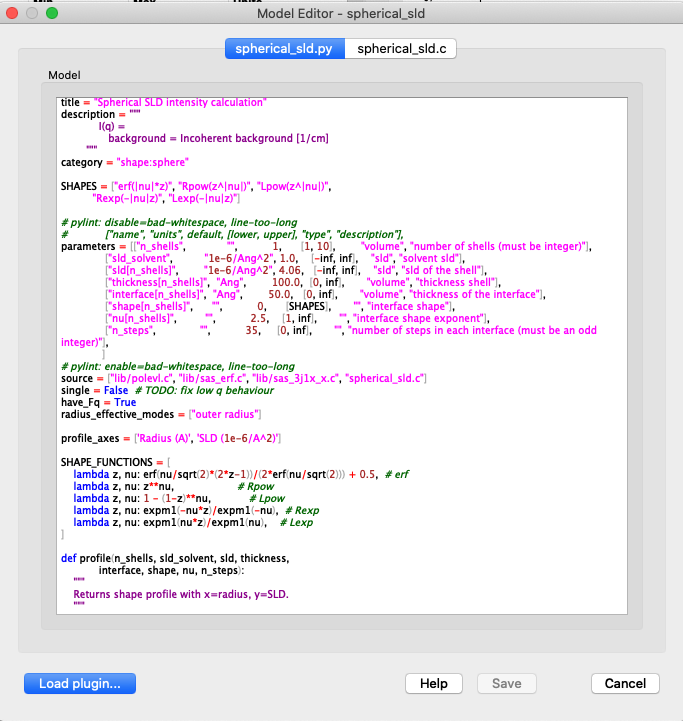 Model Editor - spherical_sld
spherical_sld.py
spherical_sld.c
Model
title = "Spherical SLD intensity calculation"
description = """
I(q) =
background = Incoherent background [1/cm]
"""
category = "shape:sphere"
SHAPES = ["erf(|nu|*z)", "Rpow(z^|nu|)", "Lpow(z^|nu|)",
"Rexp(-|nu|z)", "Lexp(-|nu|z)"]
# pylint: disable=bad-whitespace, line-too-long
# ["name", "units", default, [lower, upper], "type", "description"],
parameters = [["n_shells", "", 1, [1, 10], "volume", "number of shells (must be integer)"],
["sld_solvent", "1e-6/Ang^2", 1.0, [-inf, inf], "sld", "solvent sld"],
["sld[n_shells]", "1e-6/Ang^2", 4.06, [-inf, inf], "sld", "sld of the shell"],
["thickness[n_shells]", "Ang", 100.0, [0, inf], "volume", "thickness shell"],
["interface[n_shells]", "Ang", 50.0, [0, inf], "volume", "thickness of the interface"],
["shape[n_shells]", "", 0, [SHAPES], "", "interface shape"],
["nu[n_shells]", "", 2.5, [1, inf], "", "interface shape exponent"],
["n_steps", "", 35, [0, inf], "", "number of steps in each interface (must be an odd
integer)"],
]
# pylint: enable=bad-whitespace, line-too-long
source = ["lib/polevl.c", "lib/sas_erf.c", "lib/sas_3j1x_x.c", "spherical_sld.c"]
single = False # TODO: fix low q behaviour
have_Fq = True
radius_effective_modes = ["outer radius"]
profile_axes = ['Radius (A)', 'SLD (1e-6/A^2)']
SHAPE_FUNCTIONS = [
lambda z, nu: erf(nu/sqrt(2)*(2*z-1))/(2*erf(nu/sqrt(2))) + 0.5, # erf
lambda z, nu: z**nu, # Rpow
lambda z, nu: 1 - (1-z)**nu, # Lpow
lambda z, nu: expm1(-nu*z)/expm1(-nu), # Rexp
lambda z, nu: expm1(nu*z)/expm1(nu), # Lexp
]
def profile(n_shells, sld_solvent, sld, thickness,
interface, shape, nu, n_steps):
"""
Returns shape profile with x=radius, y=SLD.
"""
Load plugin...
Help
Save
Cancel